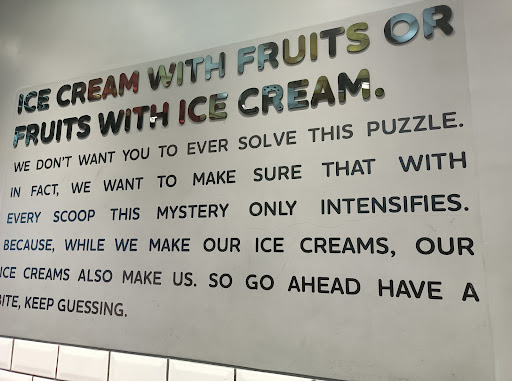 ICE CREAM WITH FRUITS OR
FRUITS WITH ICE CREAM.
WE DON'T WANT YOU TO EVER SOLVE THIS PUZZLE.
IN FACT, WE WANT TO MAKE SURE THAT WITH
EVERY SCOOP THIS MYSTERY ONLY INTENSIFIES.
BECAUSE, WHILE WE MAKE OUR ICE CREAMS, OUR
ICE CREAMS ALSO MAKE US. SO GO AHEAD HAVE A
BITE, KEEP GUESSING.